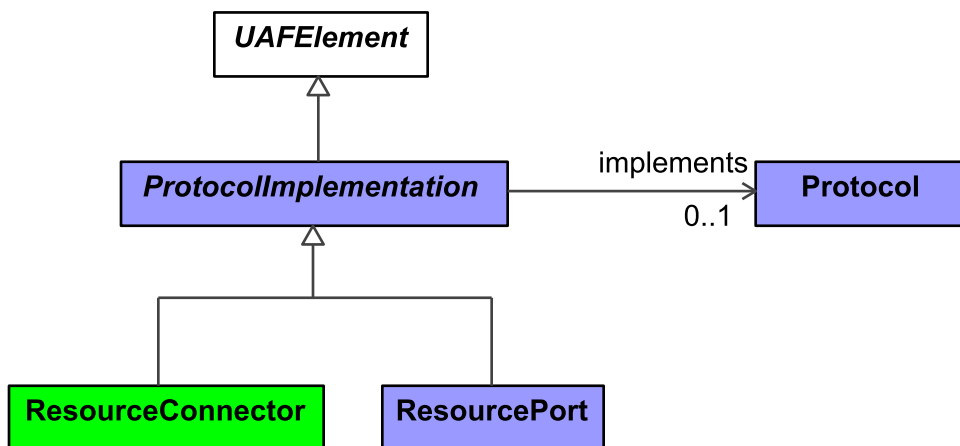 UAFElement
ProtocolImplementation
implements
0..1
Protocol
ResourceConnector
ResourcePort